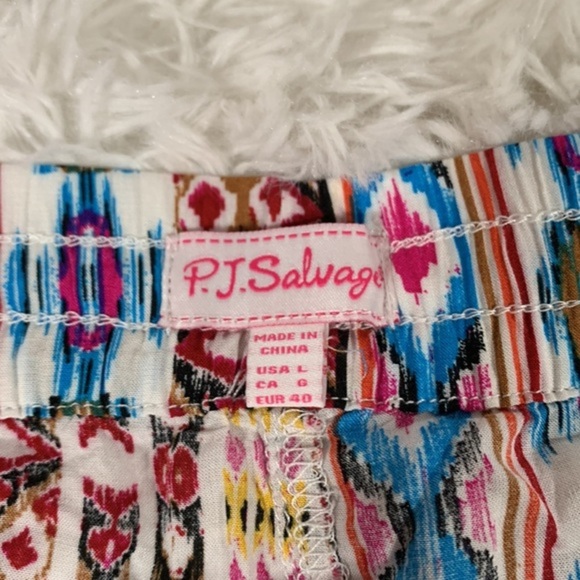 P.J.Salvage
MADE IN
CHINA
USA L
CA G
EUR 40